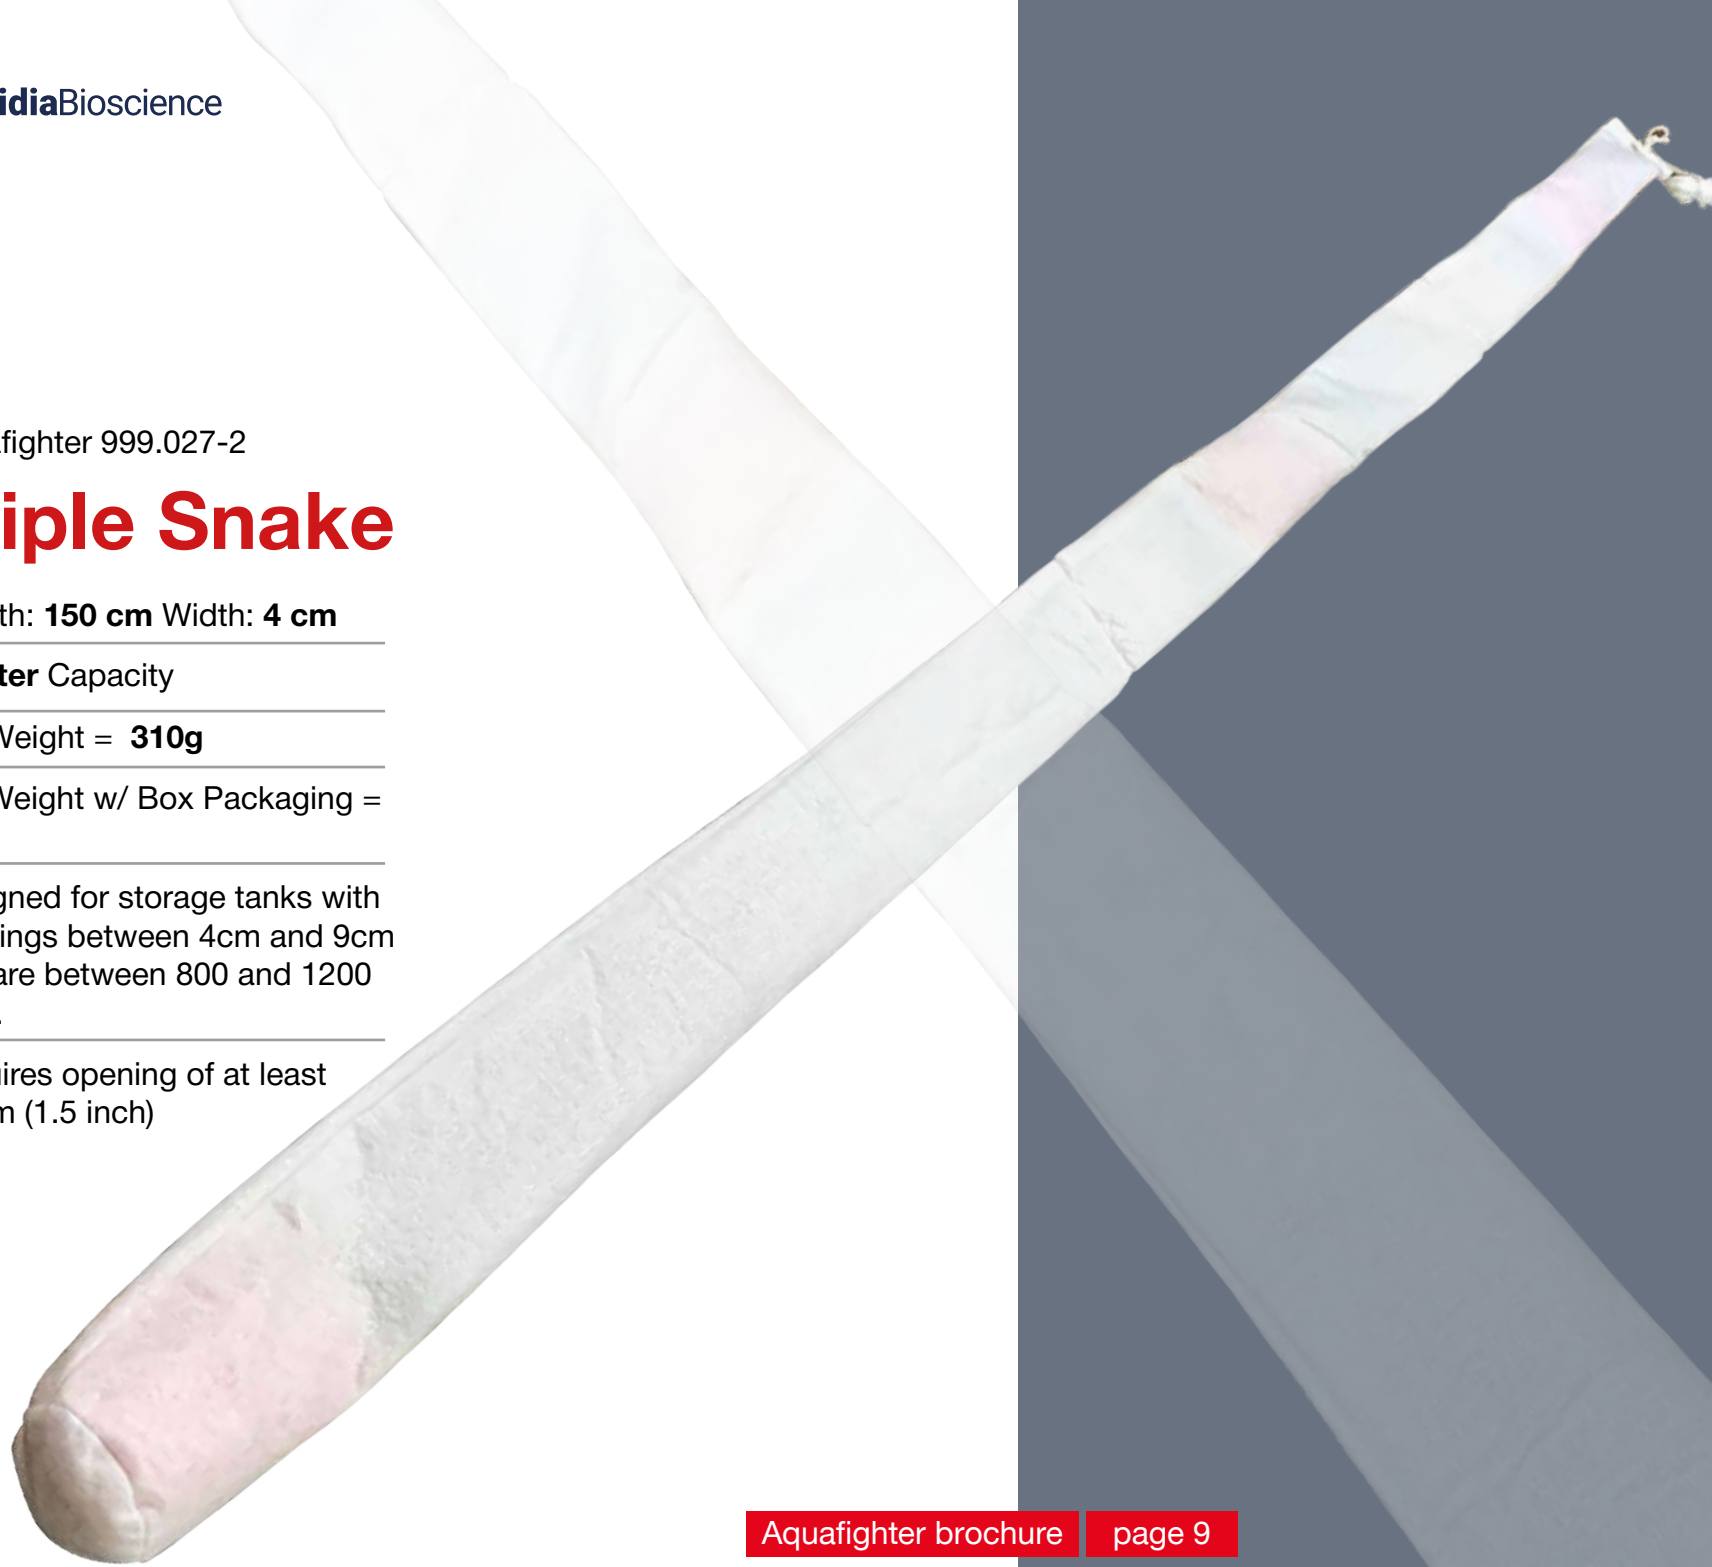 idiaBioscience
fighter 999.027-2
iple Snake
th: 150 cm Width: 4 cm
ter Capacity
Weight = 310g
Weight w/ Box Packaging =
gned for storage tanks with
ings between 4cm and 9cm
are between 800 and 1200
.
ires opening of at least
m (1.5 inch)
Aquafighter brochure page 9